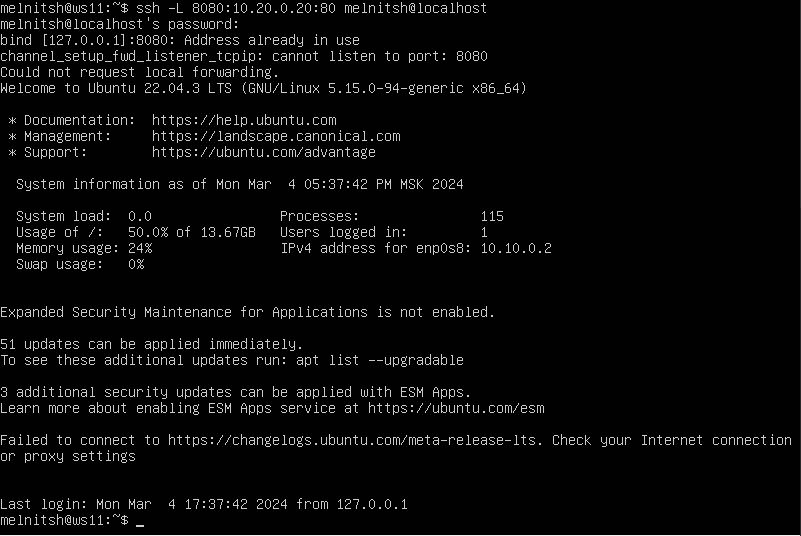 melnitsh@ws11:~$ ssh -L 8080:10.20.0.20:80 melnitsh@localhost
melnitsh@localhost's password:
bind [127.0.0.1]:8080: Address already in use
channel_setup_fwd_listener_tcpip: cannot listen to port: 8080
Could not request local forwarding.
Welcome to Ubuntu 22.04.3 LTS (GNU/Linux 5.15.0-94-generic x86_64)

 * Documentation:  https://help.ubuntu.com
 * Management:     https://landscape.canonical.com
 * Support:        https://ubuntu.com/advantage

  System information as of Mon Mar  4 05:37:42 PM MSK 2024

  System load:  0.0                Processes:               115
  Usage of /:   50.0% of 13.67GB   Users logged in:         1
  Memory usage: 24%                IPv4 address for enp0s8: 10.10.0.2
  Swap usage:   0%

Expanded Security Maintenance for Applications is not enabled.

51 updates can be applied immediately.
To see these additional updates run: apt list --upgradable

3 additional security updates can be applied with ESM Apps.
Learn more about enabling ESM Apps service at https://ubuntu.com/esm

Failed to connect to https://changelogs.ubuntu.com/meta-release-lts. Check your Internet connection
or proxy settings

Last login: Mon Mar  4 17:37:42 2024 from 127.0.0.1
melnitsh@ws11:~$ _